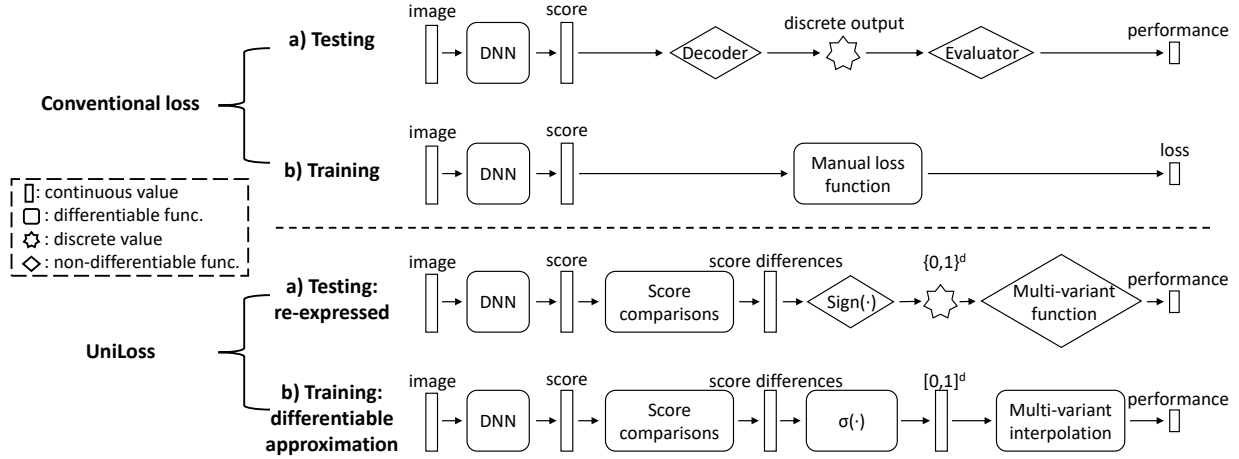 image
score
discrete output
performance
a) Testing
DNN
Decoder
Evaluator
Conventional loss
image
score
loss
b) Training
DNN
Manual loss
function
: continuous value
: differentiable func.
: discrete value
: non-differentiable func.
image
score
score differences
{0,1}ᵈ
performance
a) Testing:
re-expressed
DNN
Score
comparisons
Sign(·)
Multi-variant
function
UniLoss
image
score
score differences
[0,1]ᵈ
performance
b) Training:
differentiable
approximation
DNN
Score
comparisons
σ(·)
Multi-variant
interpolation